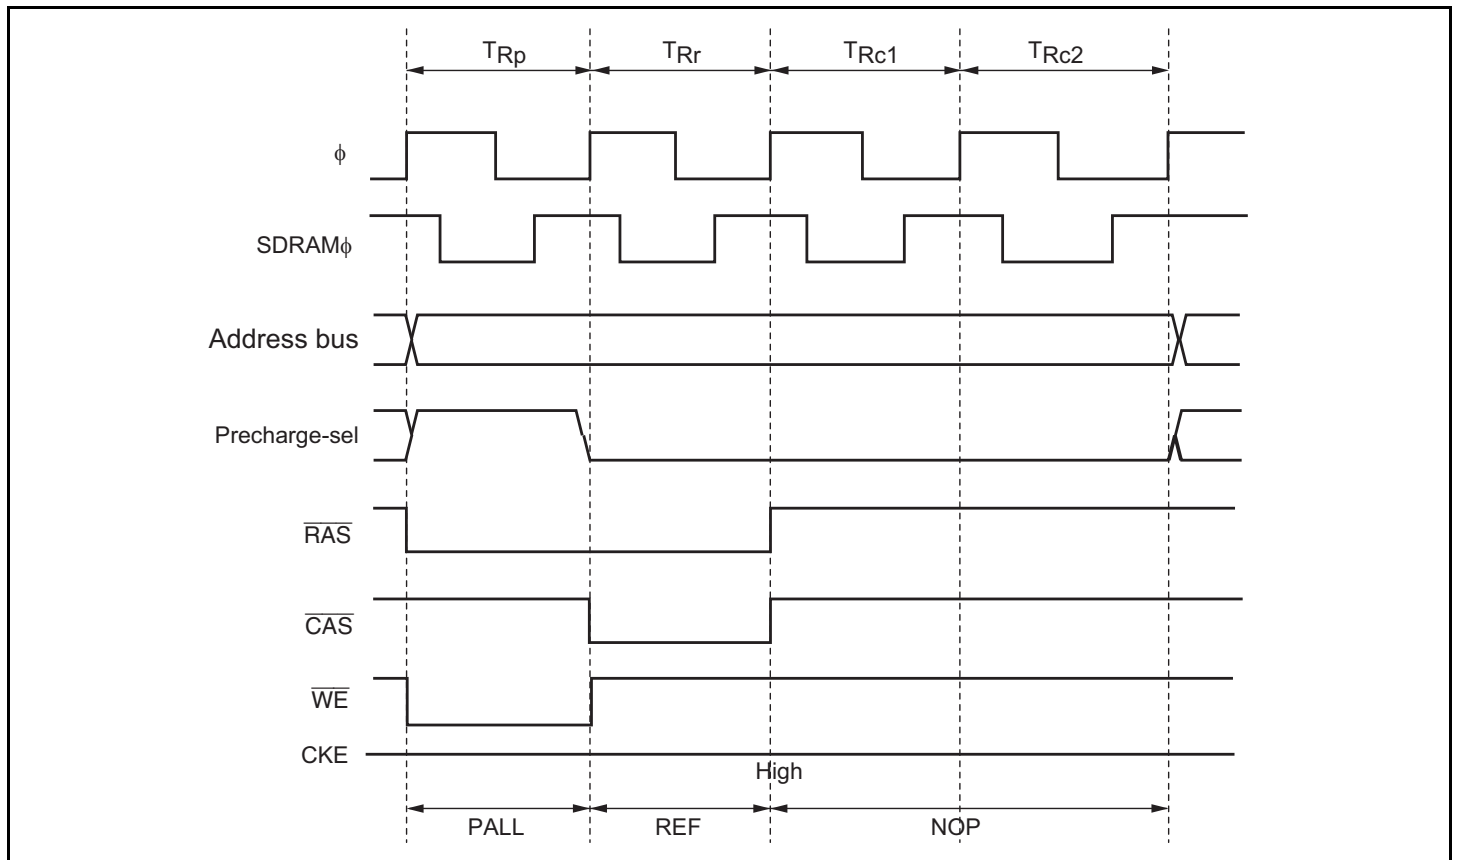 TRp TRr TRc1 TRc2
ϕ
SDRAMϕ
Address bus
Precharge-sel
RAS
CAS
WE
CKE
High
PALL REF NOP